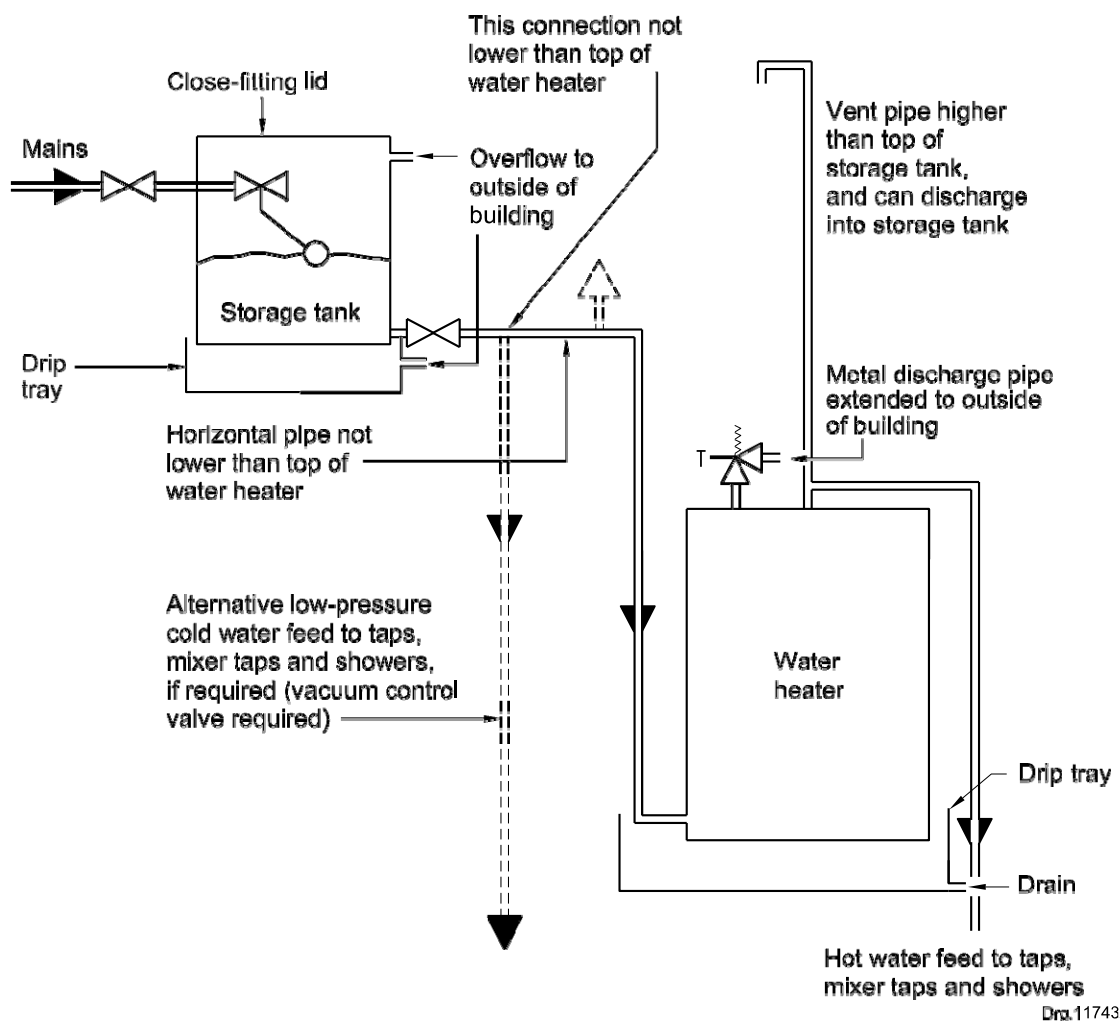 This connection not
lower than top of
water heater
Close-fitting lid
Mains
Overflow to
outside of
building
Vent pipe higher
than top of
storage tank,
and can discharge
into storage tank
Storage tank
Drip
tray
Horizontal pipe not
lower than top of
water heater
Metal discharge pipe
extended to outside
of building
T
Alternative low-pressure
cold water feed to taps,
mixer taps and showers,
if required (vacuum control
valve required)
Water
heater
Drip tray
Drain
Hot water feed to taps,
mixer taps and showers
Drg.11743